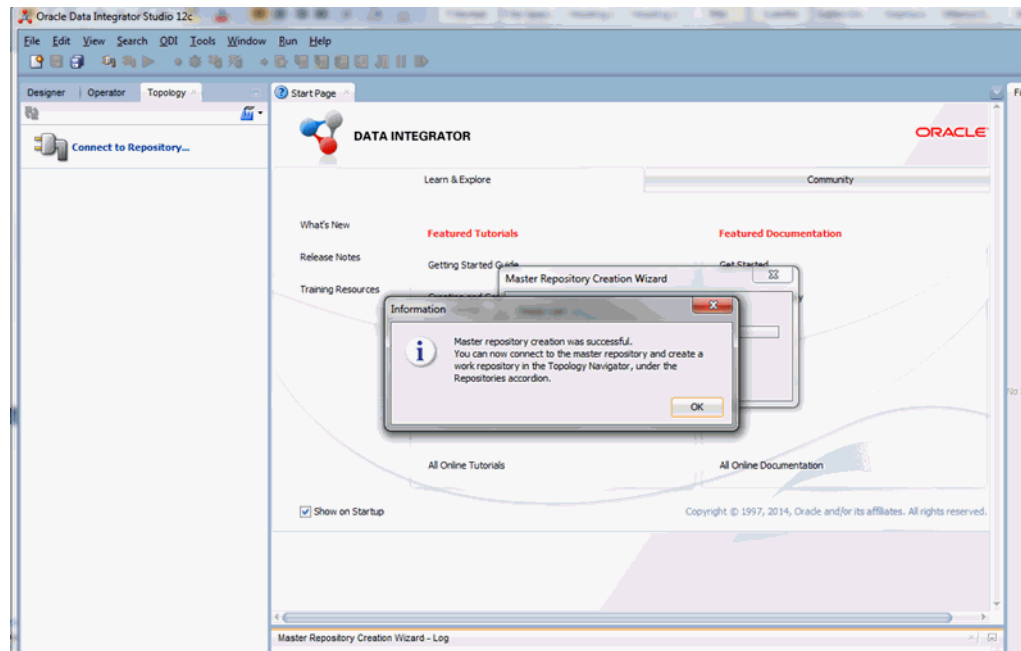 Oracle Data Integrator Studio 12c
File Edit View Search ODI Tools Window Run Help
Designer Operator Topology
Start Page
Connect to Repository...
DATA INTEGRATOR
ORACLE
Learn & Explore
Community
What's New
Featured Tutorials
Featured Documentation
Release Notes
Getting Started Guide
Get Started
Training Resources
Master Repository Creation Wizard
Information
Master repository creation was successful.
You can now connect to the master repository and create a
work repository in the Topology Navigator, under the
Repositories accordion.
OK
No
All Online Tutorials
All Online Documentation
Show on Startup
Copyright © 1997, 2014, Oracle and/or its affiliates. All rights reserved.
Master Repository Creation Wizard - Log